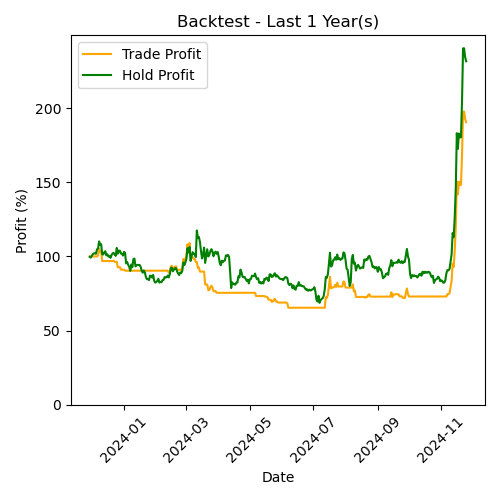 Backtest - Last 1 Year(s)
Trade Profit
Hold Profit
Profit (%)
200
150
100
50
0
2024-01
2024-03
2024-05
2024-07
2024-09
2024-11
Date